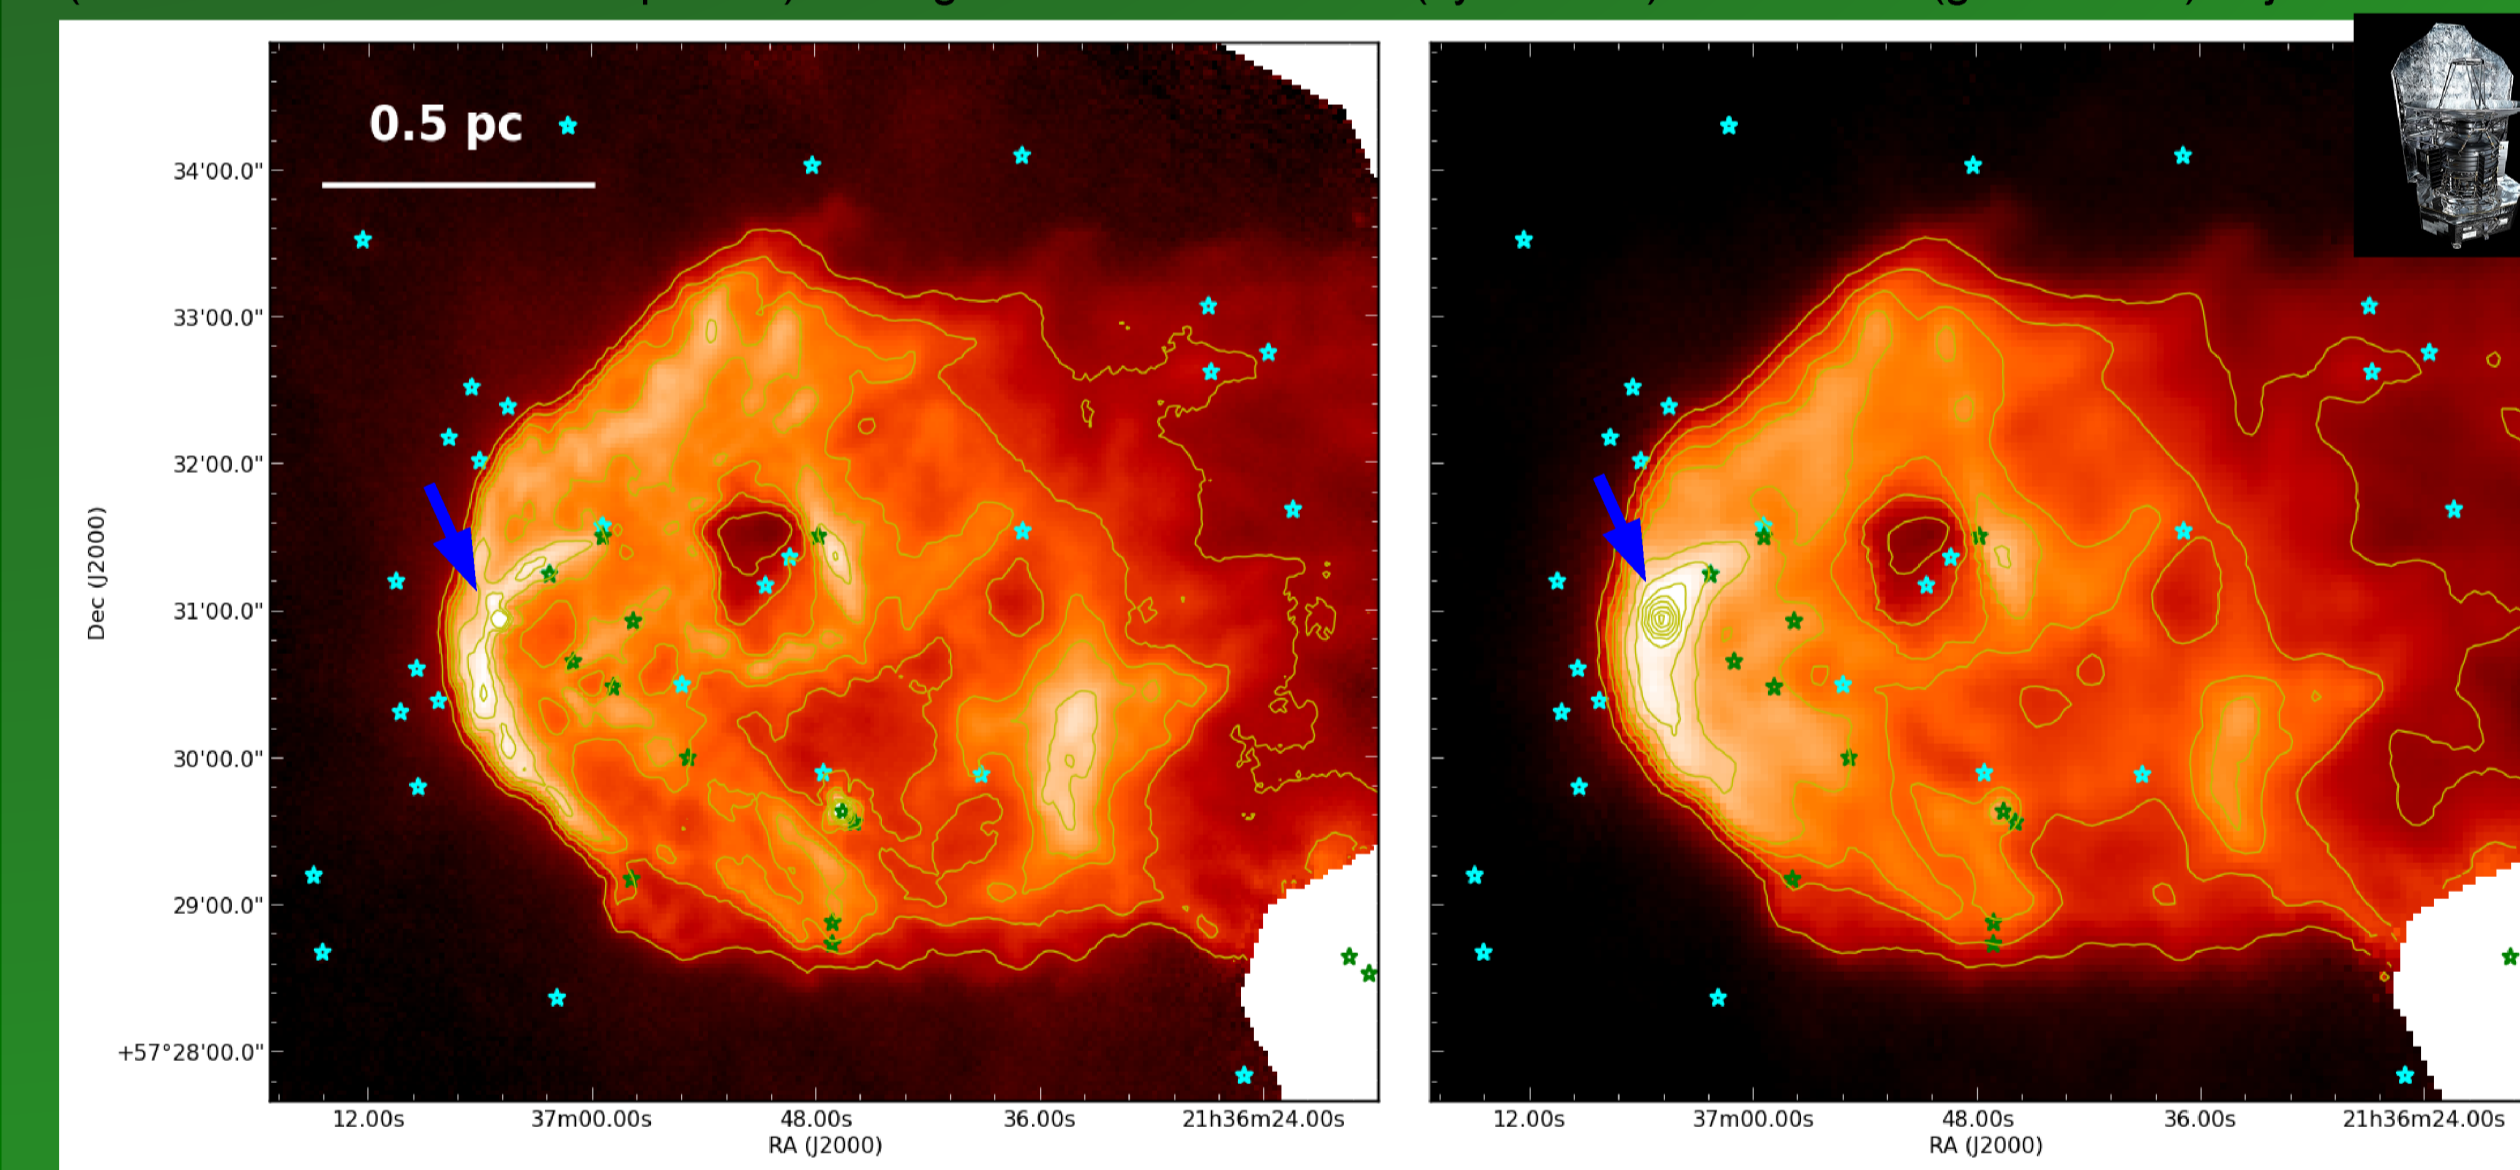 0.5 pc
34'00.0"
33'00.0"
32'00.0"
31'00.0"
30'00.0"
29'00.0"
+57°28'00.0"
Dec (J2000)
12.00s 37m00.00s 48.00s 36.00s 21h36m24.00s
RA (J2000)
12.00s 37m00.00s 48.00s 36.00s 21h36m24.00s
RA (J2000)